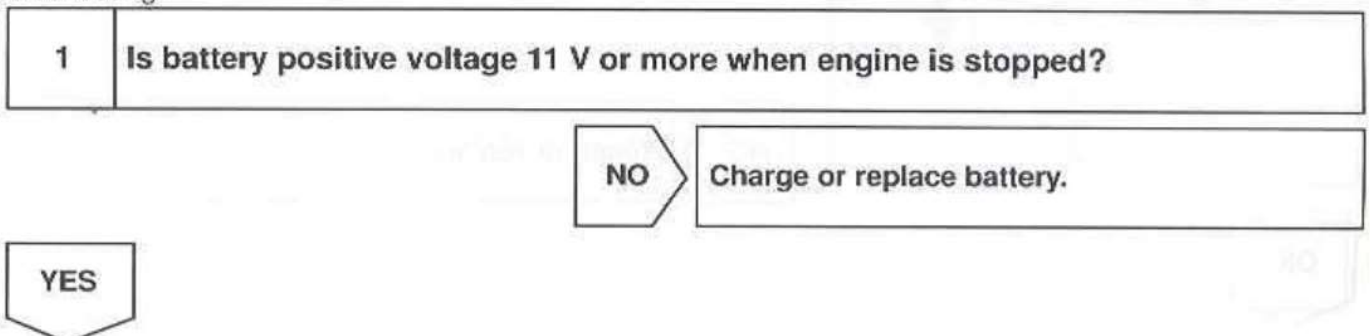 1
Is battery positive voltage 11 V or more when engine is stopped?
NO
Charge or replace battery.
YES